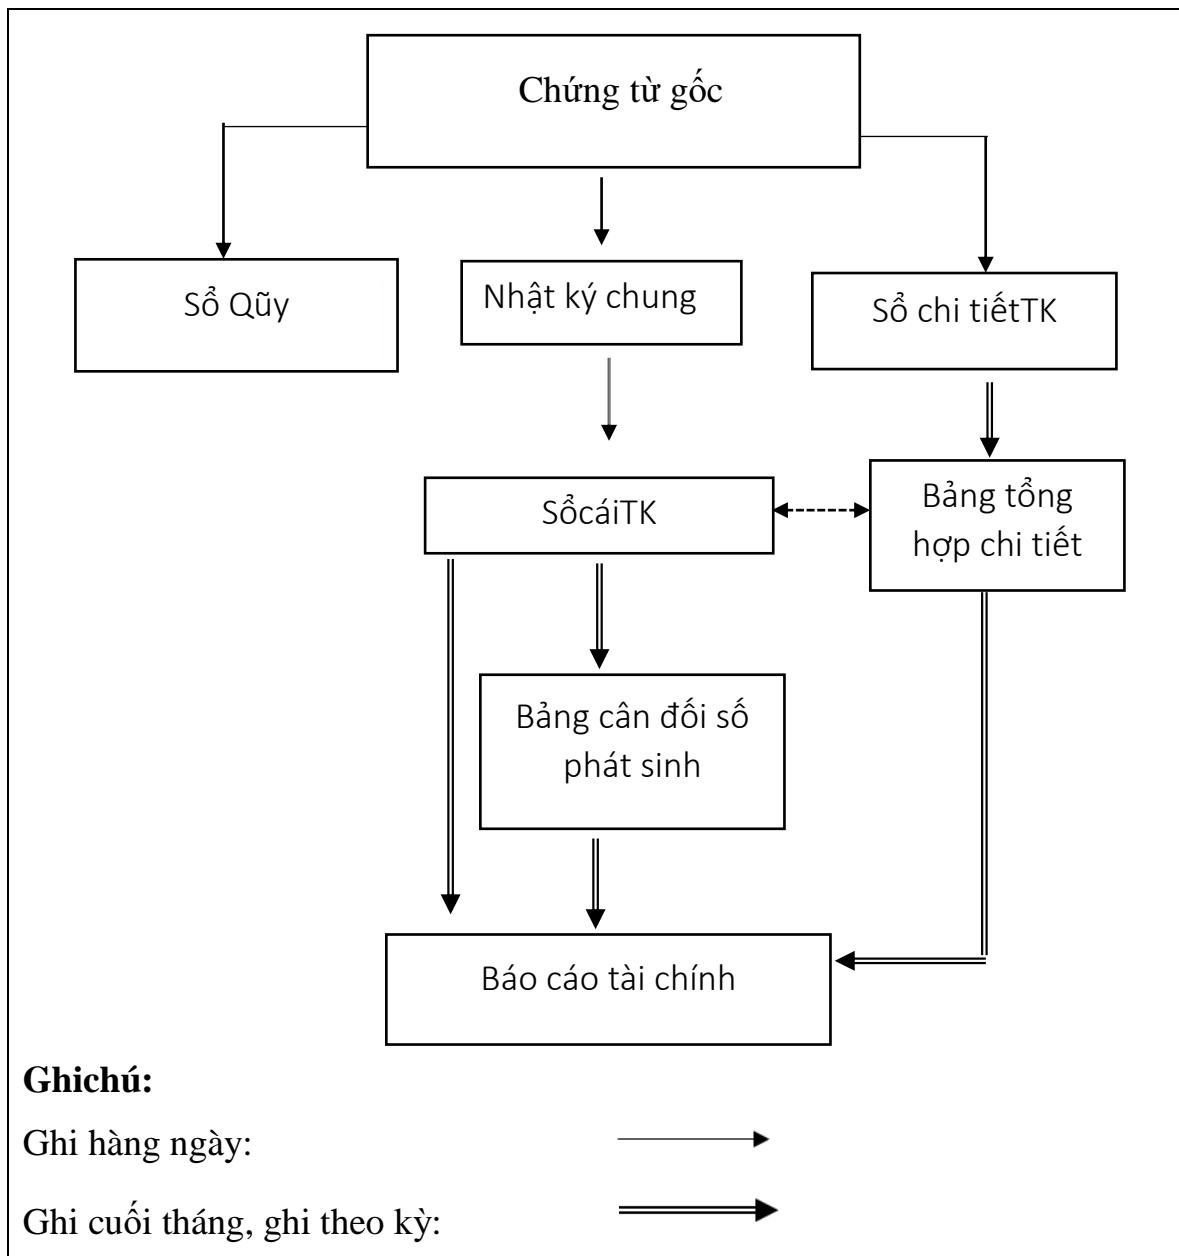 Chứng từ gốc
Sổ Qũy
Nhật ký chung
Sổ chi tiếtTK
SổcáiTK
Bảng tổng
hợp chi tiết
Bảng cân đối số
phát sinh
Báo cáo tài chính
Ghichú:
Ghi hàng ngày:
Ghi cuối tháng, ghi theo kỳ: